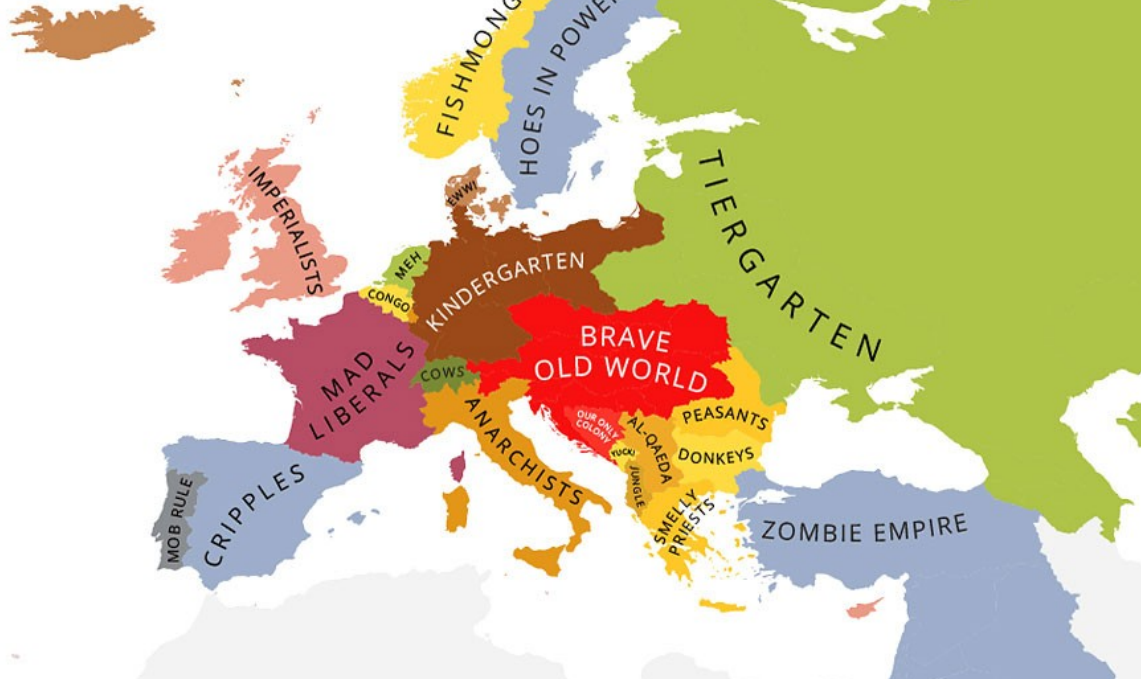 FISHMONG
HOES IN POWE
IMPERIALISTS
EWW!
TIERGARTEN
MEH
KINDERGARTEN
CONGO
BRAVE
OLD WORLD
MAD
LIBERALS
COWS
ANARCHISTS
OUR ONLY
COLONY
AL-QAEDA
PEASANTS
YUCK!
DONKEYS
JUNGLE
CRIPPLES
MOB RULE
SMELLY
PRIESTS
ZOMBIE EMPIRE